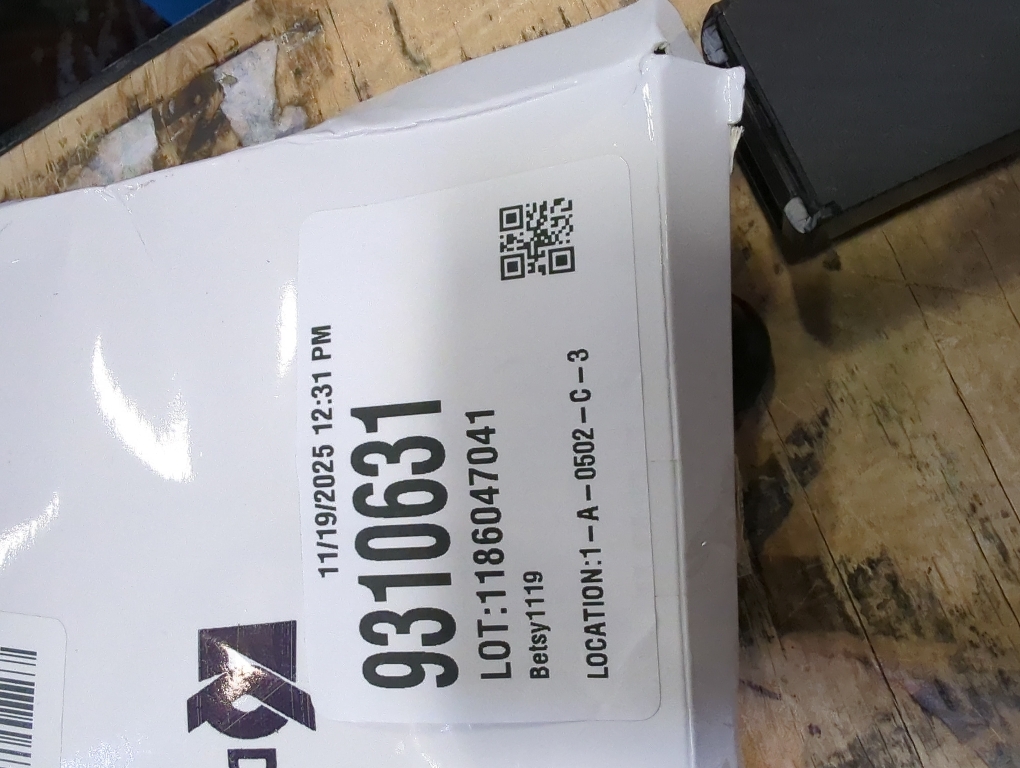 11/19/2025 12:31 PM
9310631
LOT:1186047041
Betsy1119
LOCATION:1-A-0502-C-3